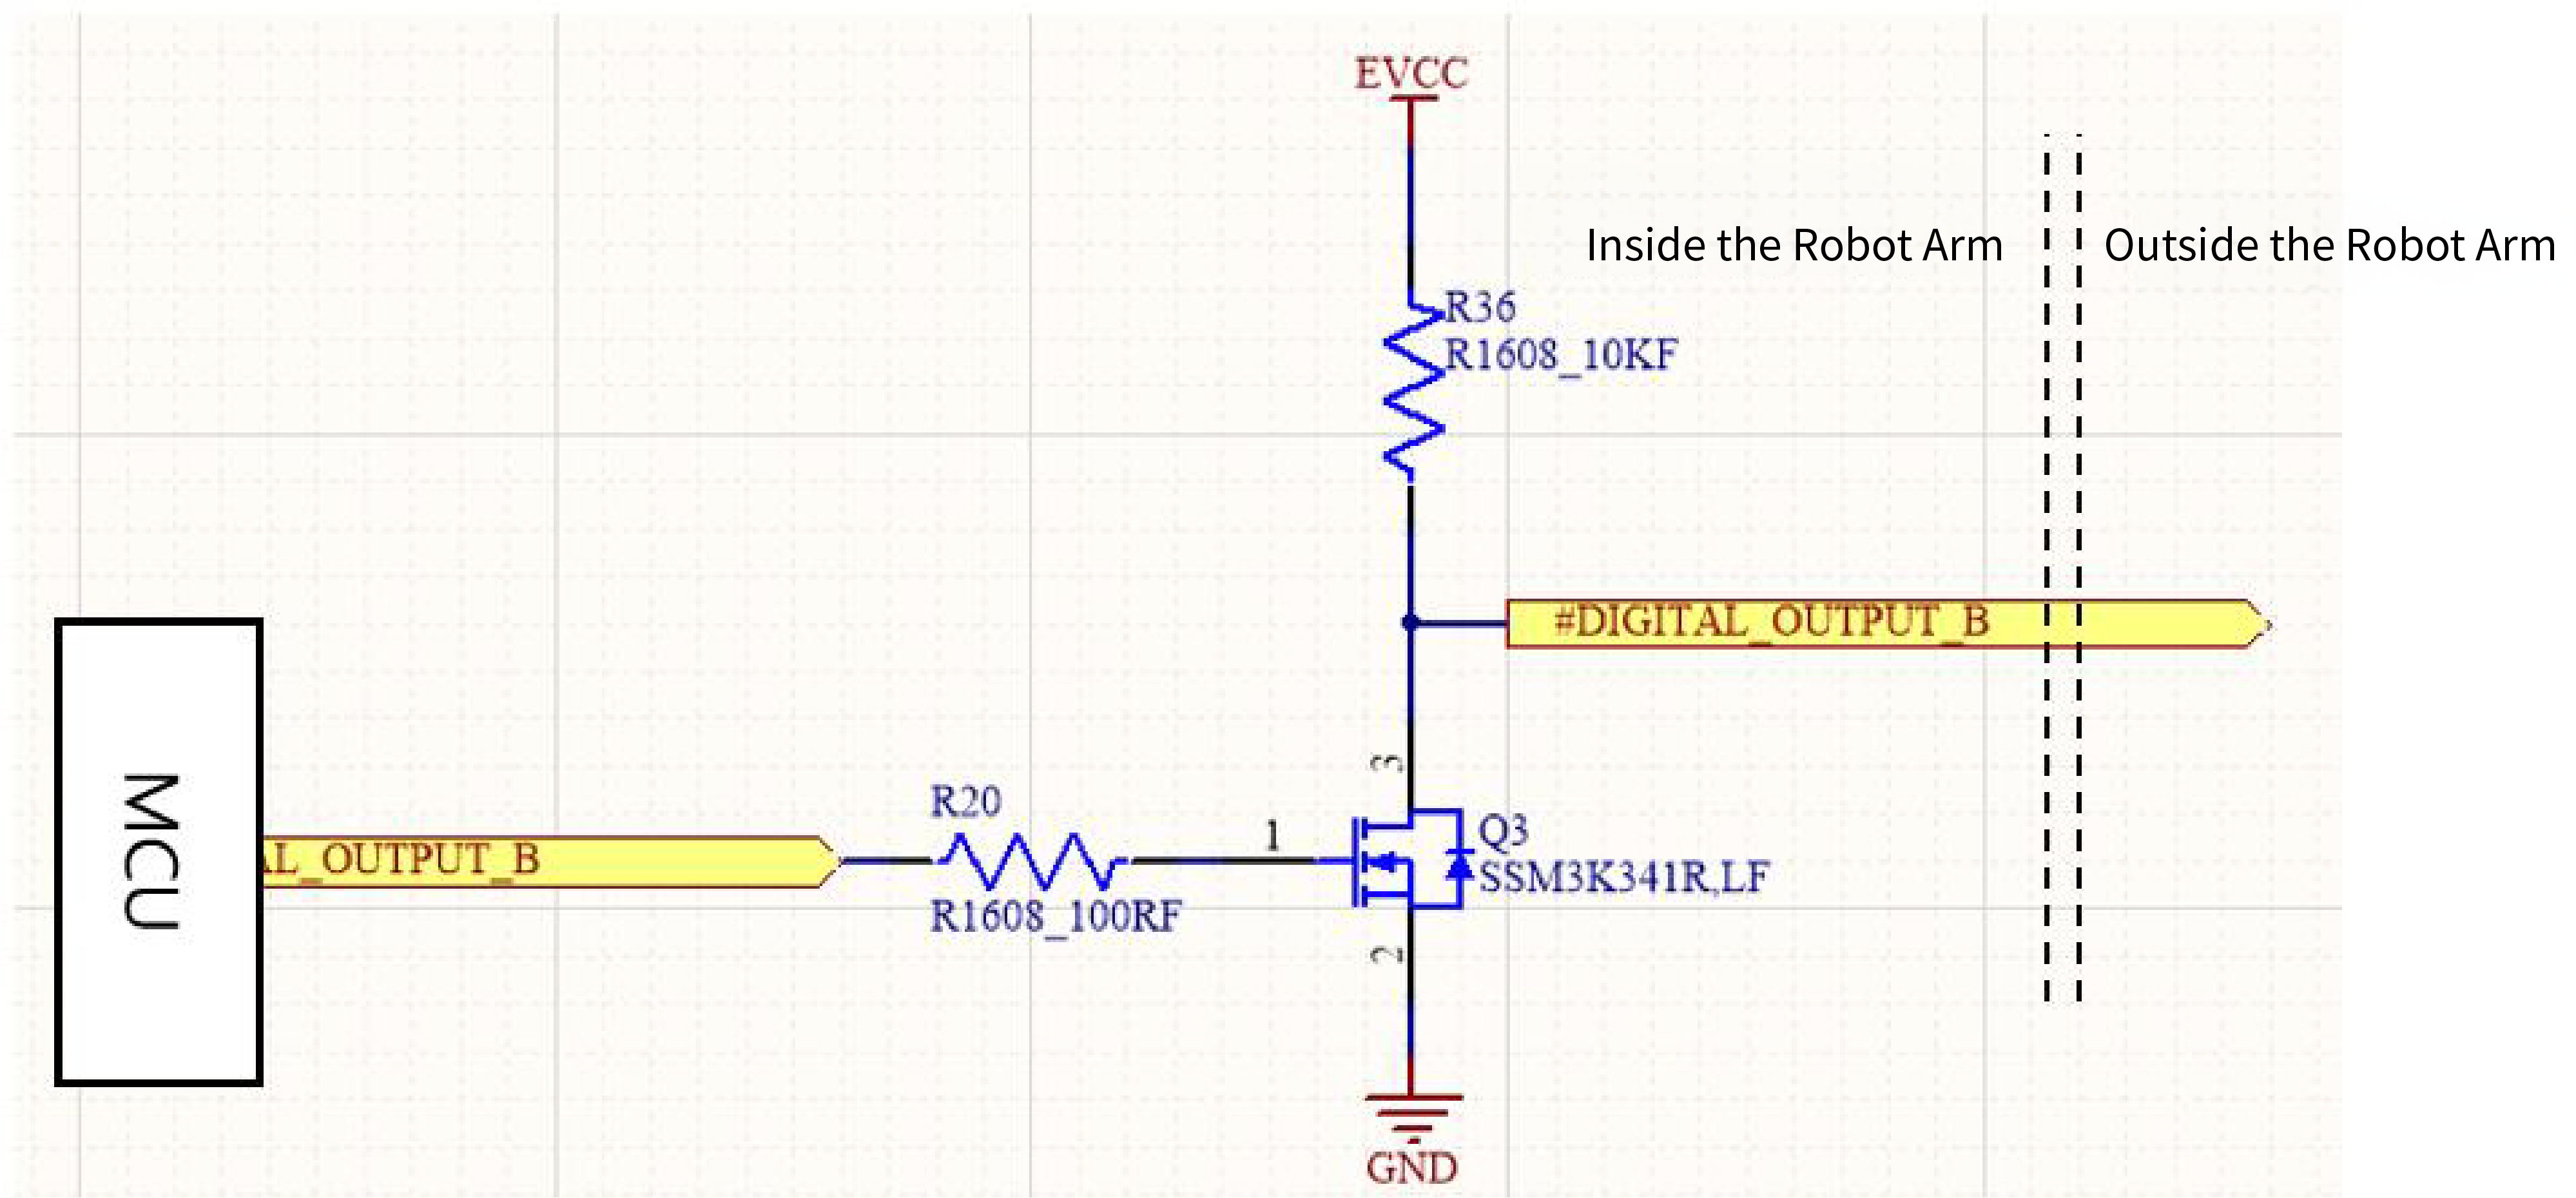 EVCC
Inside the Robot Arm
Outside the Robot Arm
R36
R1608_10KF
#DIGITAL_OUTPUT_B
MCU
L_OUTPUT_B
R20
R1608_100RF
1
3
Q3
SSM3K341R,LF
2
GND